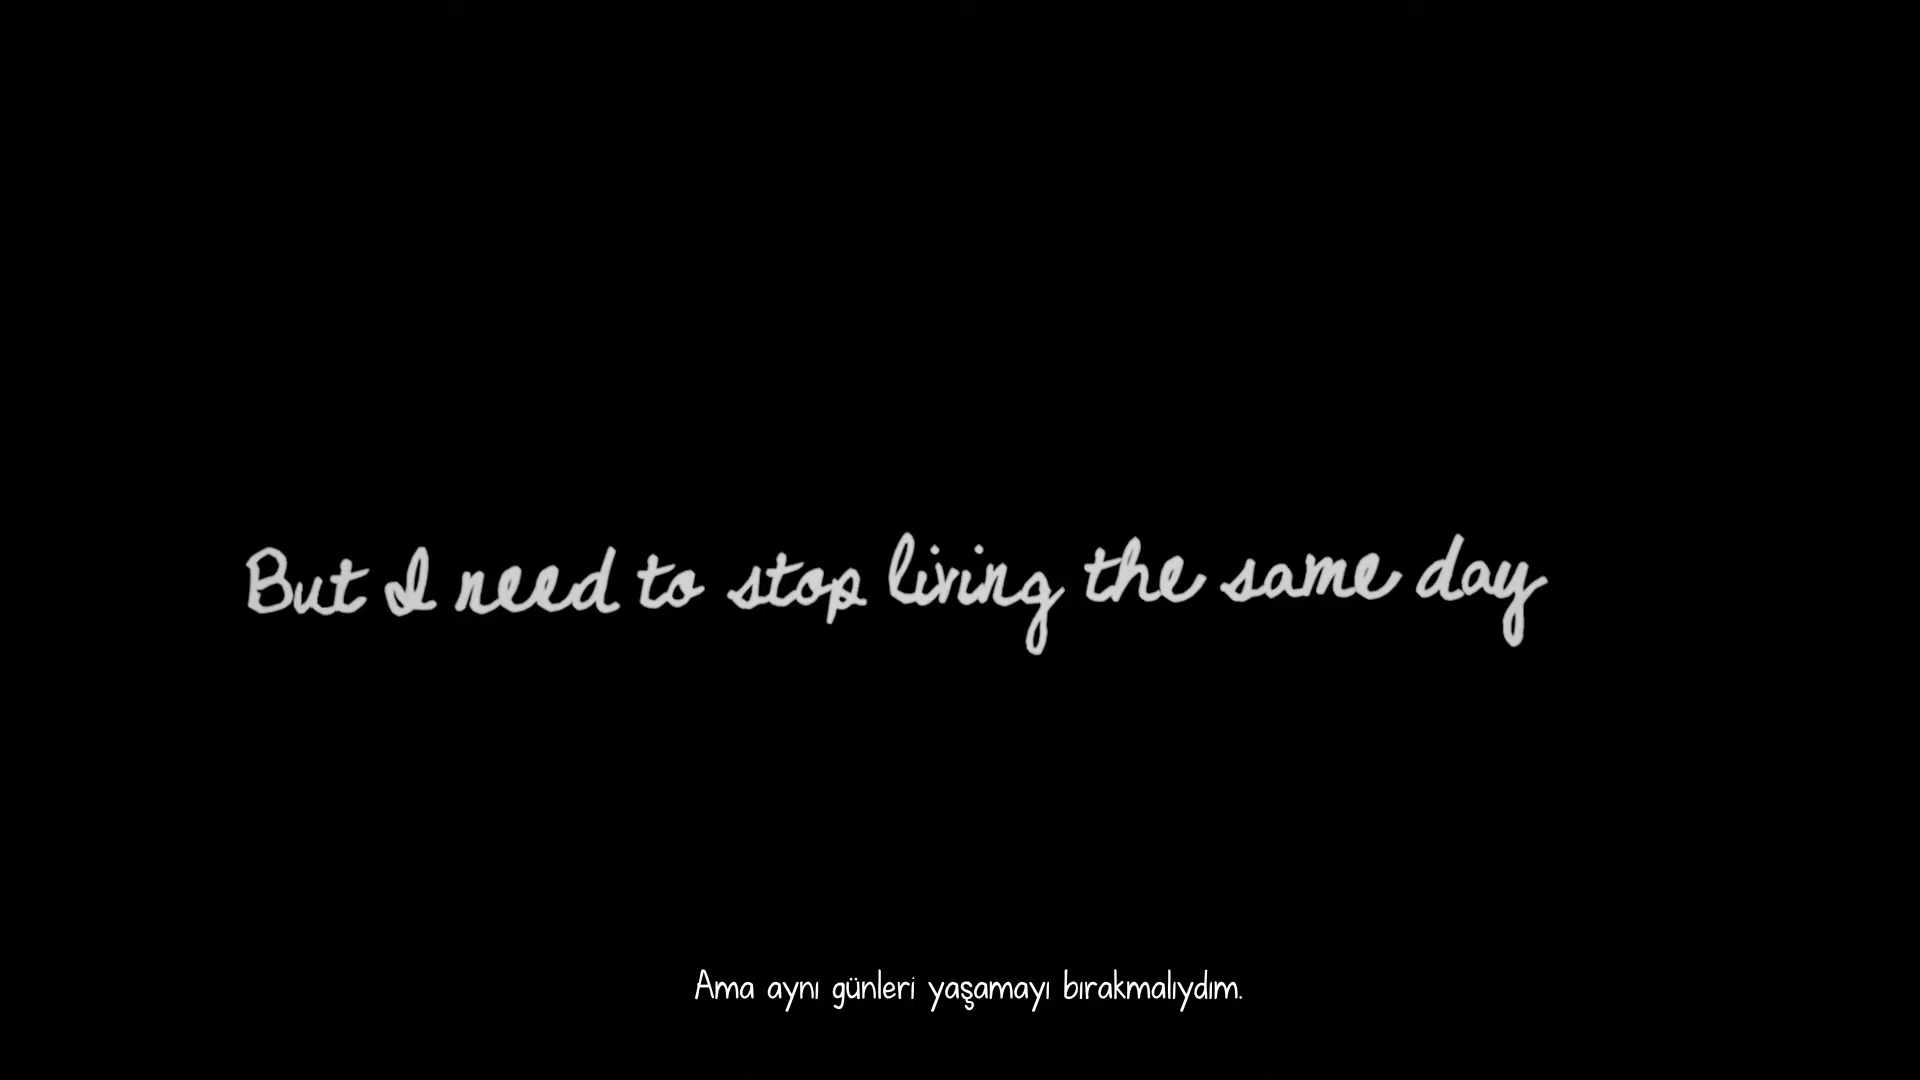 But I need to stop living the same day
Ama aynı günleri yaşamayı bırakmalıydım.